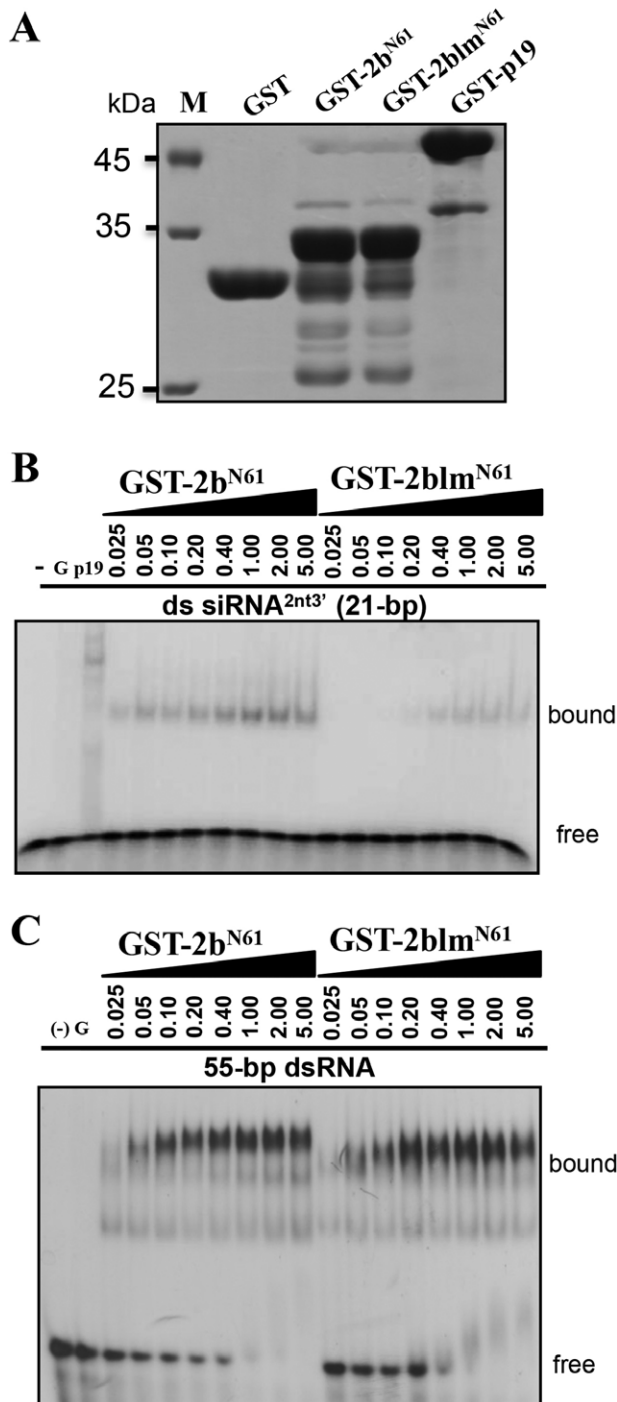 A
kDa M GST GST-2b^N61 GST-2blm^N61 GST-p19
45
35
25
B
GST-2b^N61 GST-2blm^N61
- G p19 0.025 0.05 0.10 0.20 0.40 1.00 2.00 5.00 0.025 0.05 0.10 0.20 0.40 1.00 2.00 5.00
ds siRNA^2nt3' (21-bp)
bound
free
C
GST-2b^N61 GST-2blm^N61
(-) G 0.025 0.05 0.10 0.20 0.40 1.00 2.00 5.00 0.025 0.05 0.10 0.20 0.40 1.00 2.00 5.00
55-bp dsRNA
bound
free